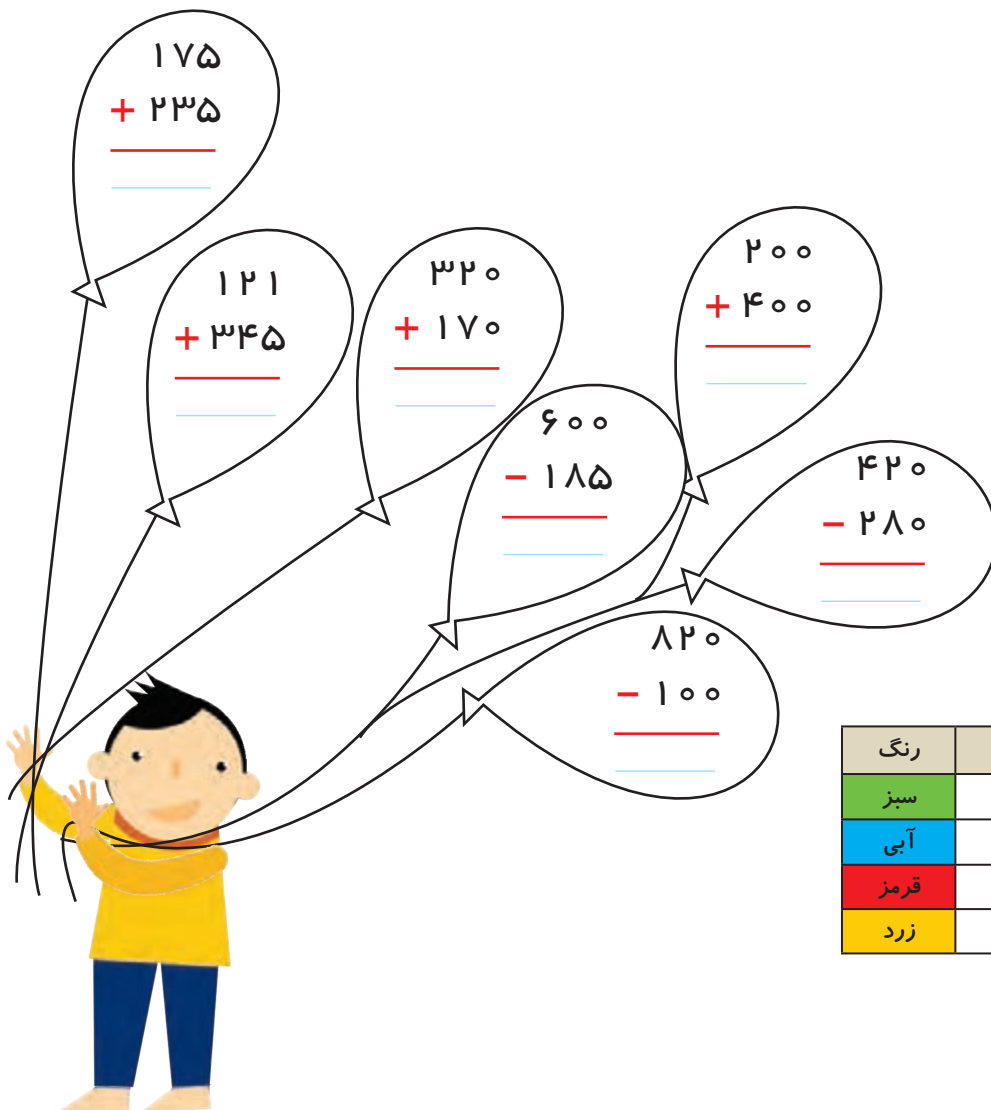 ۱۷۵
+ ۲۳۵
۱۲۱
+ ۳۴۵
۳۲۰
+ ۱۷۰
۲۰۰
+ ۴۰۰
۶۰۰
- ۱۸۵
۴۲۰
- ۲۸۰
۸۲۰
- ۱۰۰
رنگ
سبز
آبی
قرمز
زرد